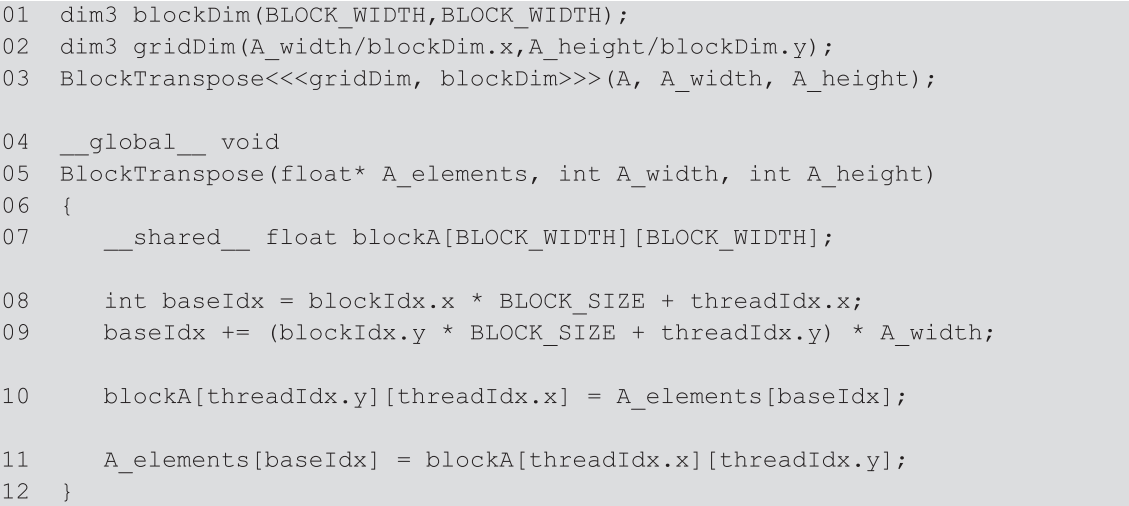 01 dim3 blockDim(BLOCK_WIDTH,BLOCK_WIDTH);
02 dim3 gridDim(A_width/blockDim.x,A_height/blockDim.y);
03 BlockTranspose<<<gridDim, blockDim>>>(A, A_width, A_height);
04 __global__ void
05 BlockTranspose(float* A_elements, int A_width, int A_height)
06 {
07 __shared__ float blockA[BLOCK_WIDTH][BLOCK_WIDTH];
08 int baseIdx = blockIdx.x * BLOCK_SIZE + threadIdx.x;
09 baseIdx += (blockIdx.y * BLOCK_SIZE + threadIdx.y) * A_width;
10 blockA[threadIdx.y][threadIdx.x] = A_elements[baseIdx];
11 A_elements[baseIdx] = blockA[threadIdx.x][threadIdx.y];
12 }